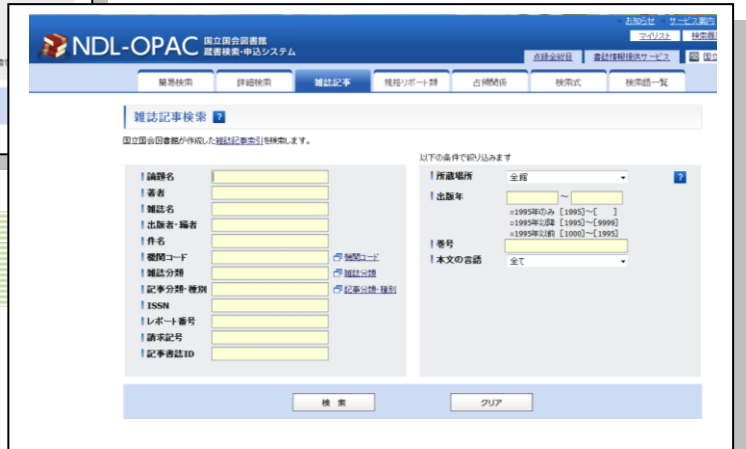 お知らせ サービス案内
マイリスト
NDL-OPAC 国立国会図書館
蔵書検索・申込システム
点録全総目 書誌情報提供サービス
簡易検索 詳細検索 雑誌記事 規格リポート類 占領関係 検索式 検索語一覧
雑誌記事検索 ?
国立国会図書館が作成した雑誌記事索引を検索します。
以下の条件で絞り込みます
論題名
著者
雑誌名
出版者・編者
件名
機関コード 機関コード
雑誌分類 雑誌分類
記事分類・種別 記事分類・種別
ISSN
レポート番号
請求記号
記事書誌ID
所蔵場所 全館 ?
出版年 ～
○1995年のみ [1995]～[ ]
○1995年以降 [1995]～[9999]
○1995年以前 [1000]～[1995]
巻号
本文の言語 全て
検 索 クリア